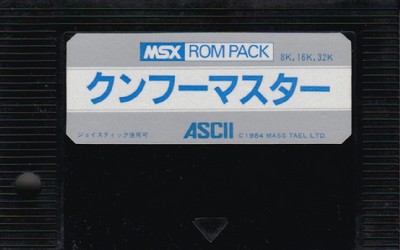 MSX ROM PACK 8K, 16K, 32K
クンフーマスター
ジョイスティック使用可 ASCII ©1984 MASS TAEL LTD.